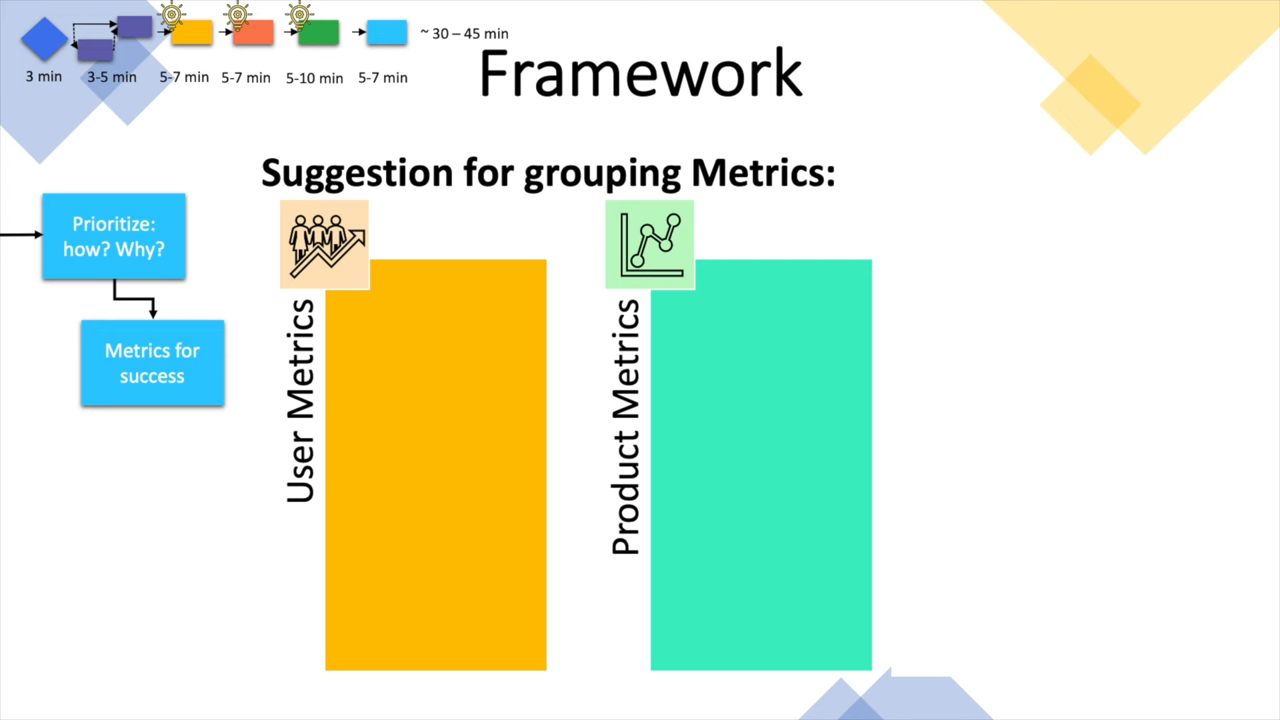 ~ 30 – 45 min
3 min
3-5 min
5-7 min
5-7 min
5-10 min
5-7 min
Framework
Suggestion for grouping Metrics:
Prioritize:
how? Why?
Metrics for
success
User Metrics
Product Metrics